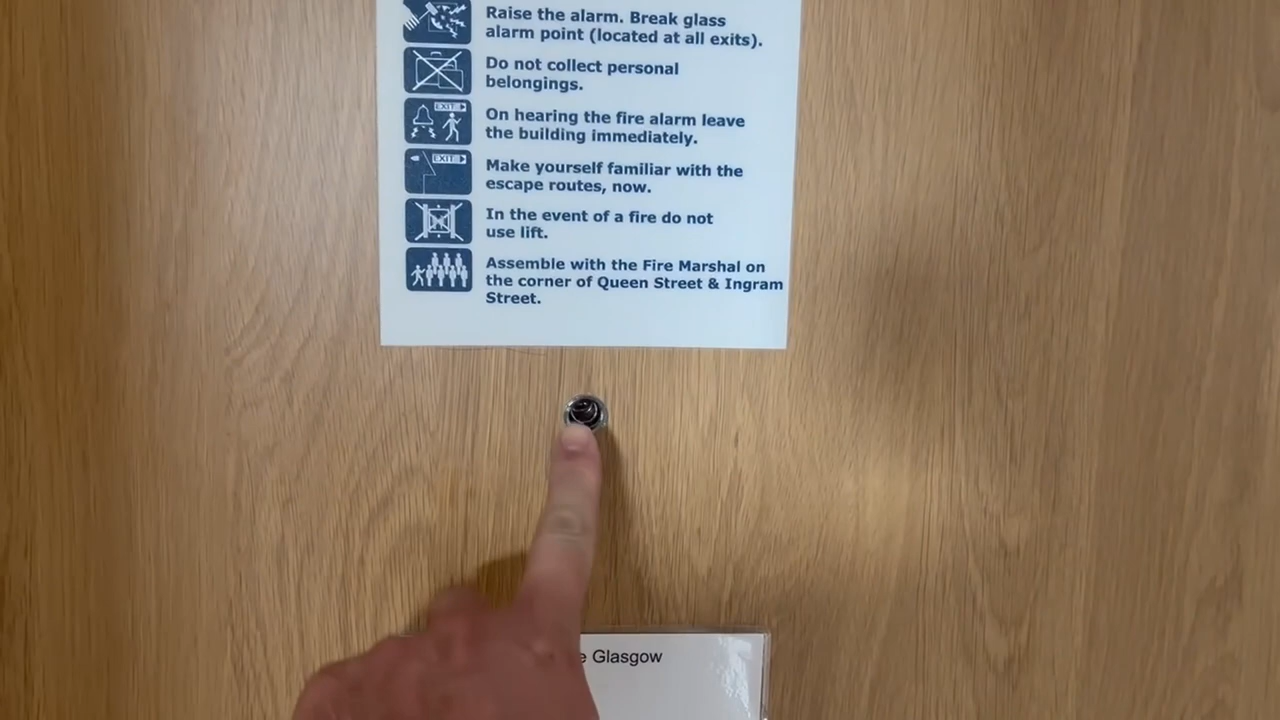 Raise the alarm. Break glass
alarm point (located at all exits).
Do not collect personal
belongings.
EXIT
On hearing the fire alarm leave
the building immediately.
EXIT
Make yourself familiar with the
escape routes, now.
In the event of a fire do not
use lift.
Assemble with the Fire Marshal on
the corner of Queen Street & Ingram
Street.
e Glasgow